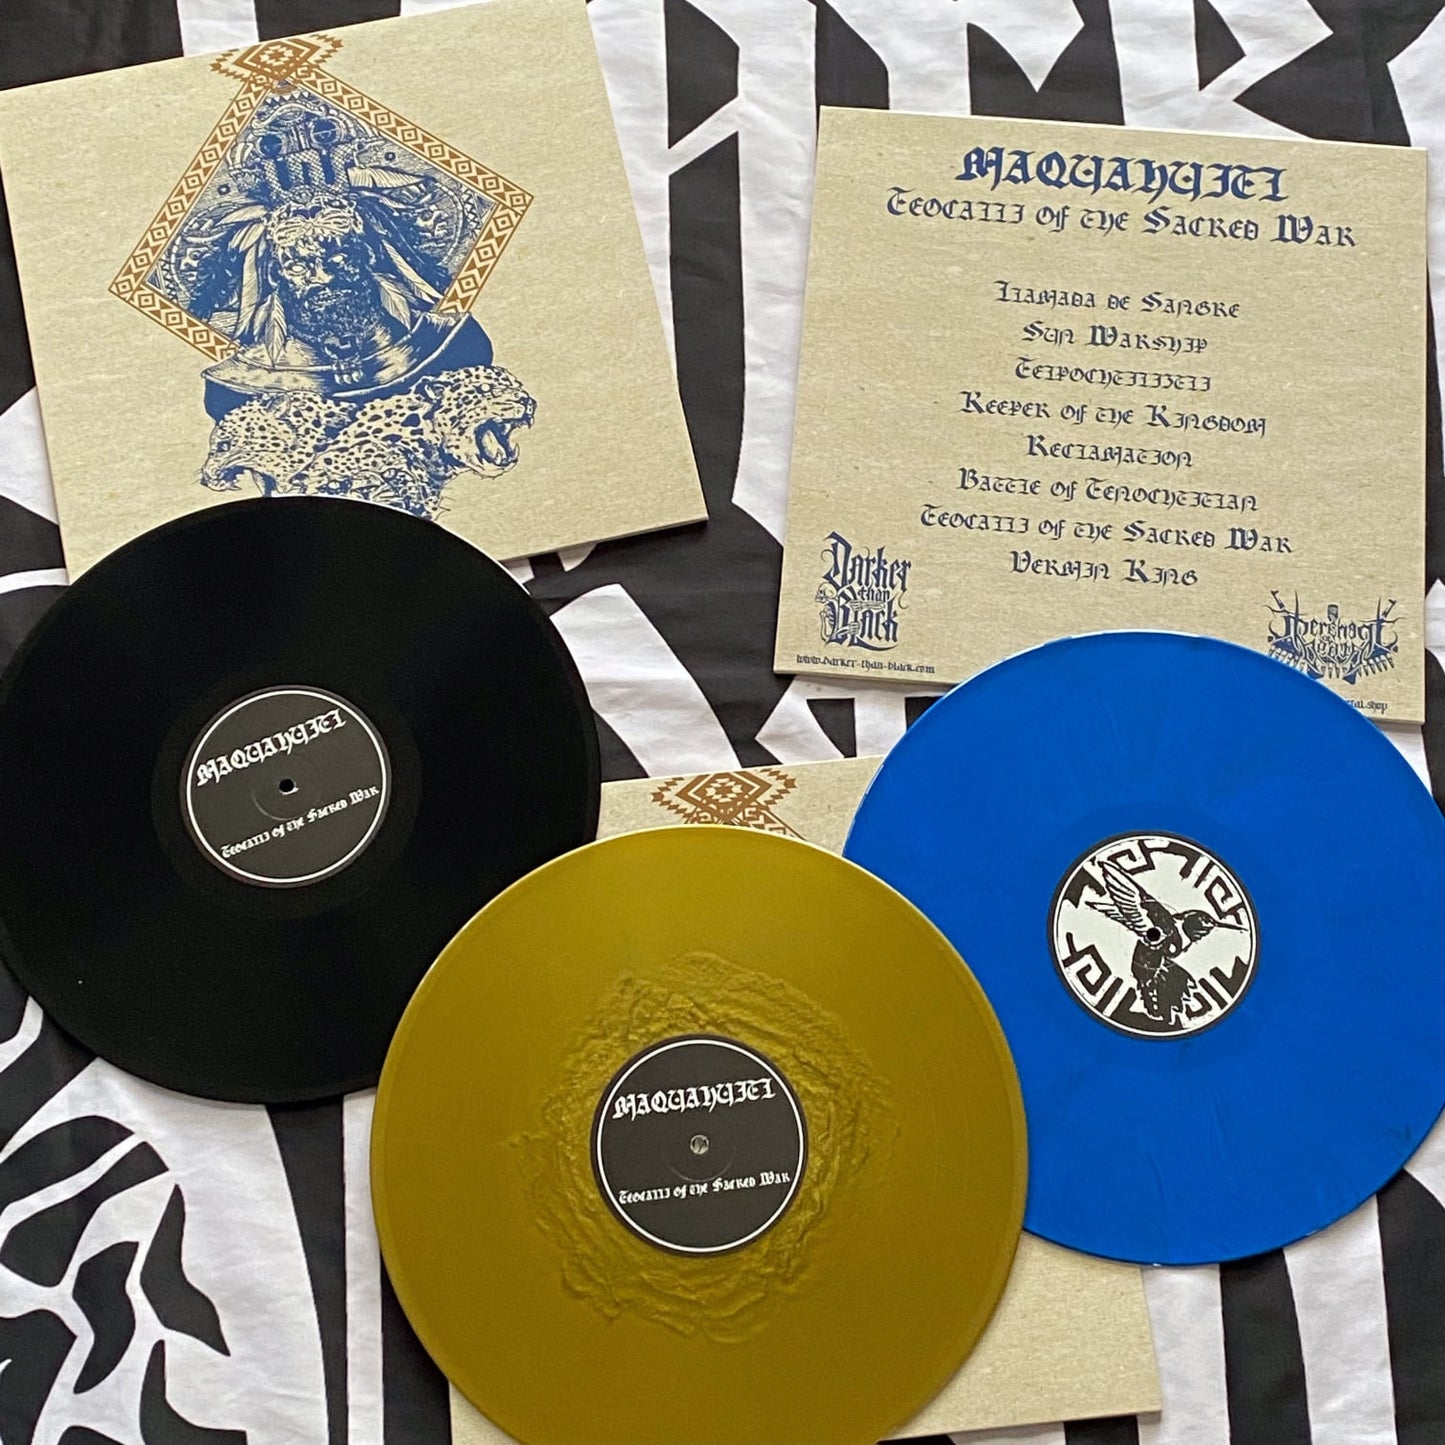 MAQUAHUITL
Teocalli of the Sacred War
Llamada de Sangre
Sun Warship
Telpochtliztli
Keeper of the Kingdom
Reclamation
Battle of Tenochtitlan
Teocalli of the Sacred War
Vermin King
Darker
than
Black
www.darker-than-black.com
MAQUAHUITL
Teocalli of the Sacred War
MAQUAHUITL
Teocalli of the Sacred War